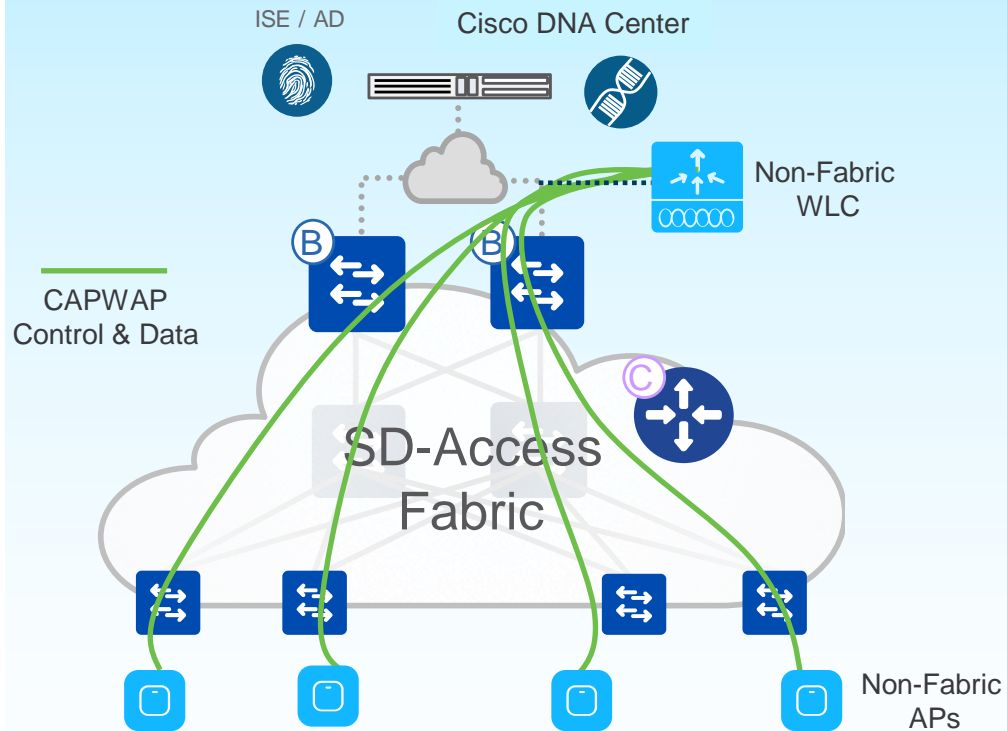 ISE / AD
Cisco DNA Center
Non-Fabric
WLC
B
B
CAPWAP
Control & Data
C
SD-Access
Fabric
Non-Fabric
APs